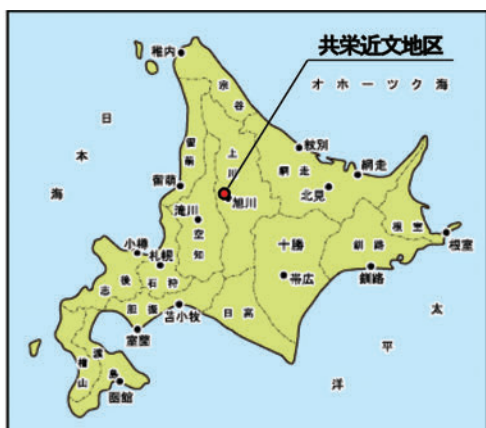 共栄近文地区
稚内
宗谷
オホーツク海
日本海
留萌
上川
紋別
網走
網走
北見
留萌
旭川
滝川
空知
根室
根室
小樽
札幌
十勝
釧路
後志
石狩
帯広
釧路
胆振
苫小牧
日高
室蘭
太平洋
渡島
檜山
函館